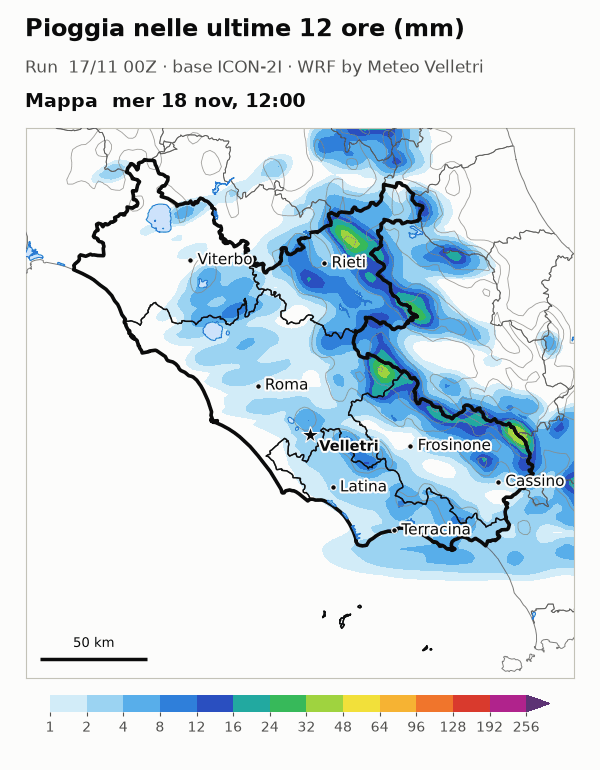 Pioggia nelle ultime 12 ore (mm)
Run  17/11 00Z · base ICON-2I · WRF by Meteo Velletri
Mappa  mer 18 nov, 12:00
Viterbo
Rieti
Roma
Velletri
Frosinone
Cassino
Latina
Terracina
50 km
1 2 4 8 12 16 24 32 48 64 96 128 192 256